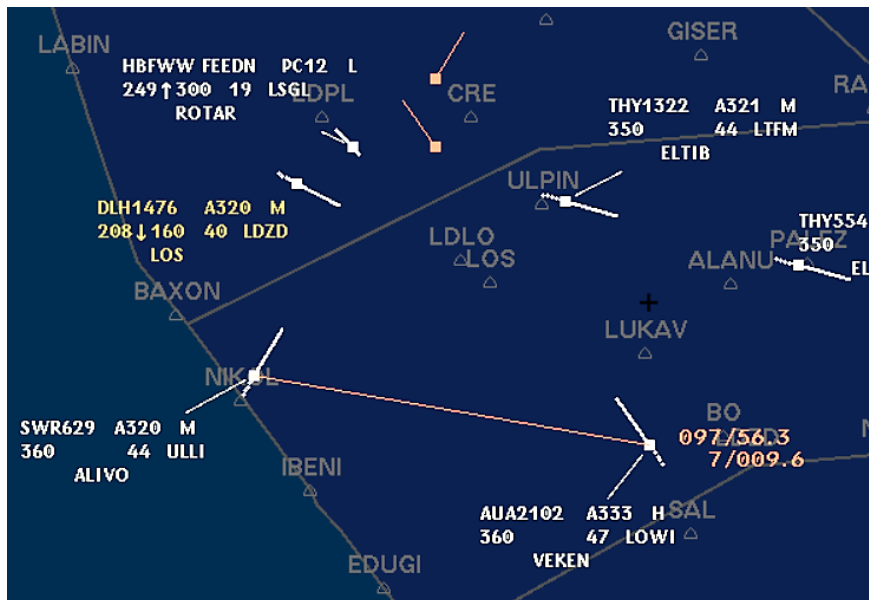 LABIN
GISER
HBFWW FEEDN PC12 L
249↑300 19 LSGL
ROTAR
LDPL
CRE
RA
THY1322 A321 M
350 44 LTFM
ELTIB
ULPIN
DLH1476 A320 M
208↓160 40 LDZD
LOS
LDLO
LOS
THY554
350
EL
PALEZ
ALANU
BAXON
LUKAV
NIKOL
SWR629 A320 M
360 44 ULLI
ALIVO
BO
097/56.3
7/009.6
IBENI
AUA2102 A333 H
360 47 LOWI
VEKEN
SAL
EDUGI